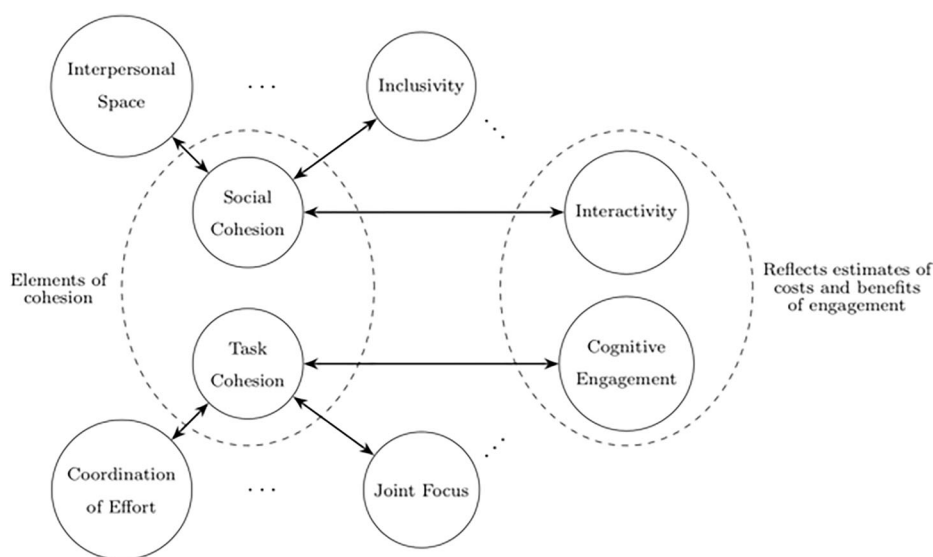 Interpersonal
Space
. . .
Inclusivity
Social
Cohesion
Interactivity
Elements of
cohesion
Reflects estimates of
costs and benefits
of engagement
Task
Cohesion
Cognitive
Engagement
Coordination
of Effort
. . .
Joint Focus